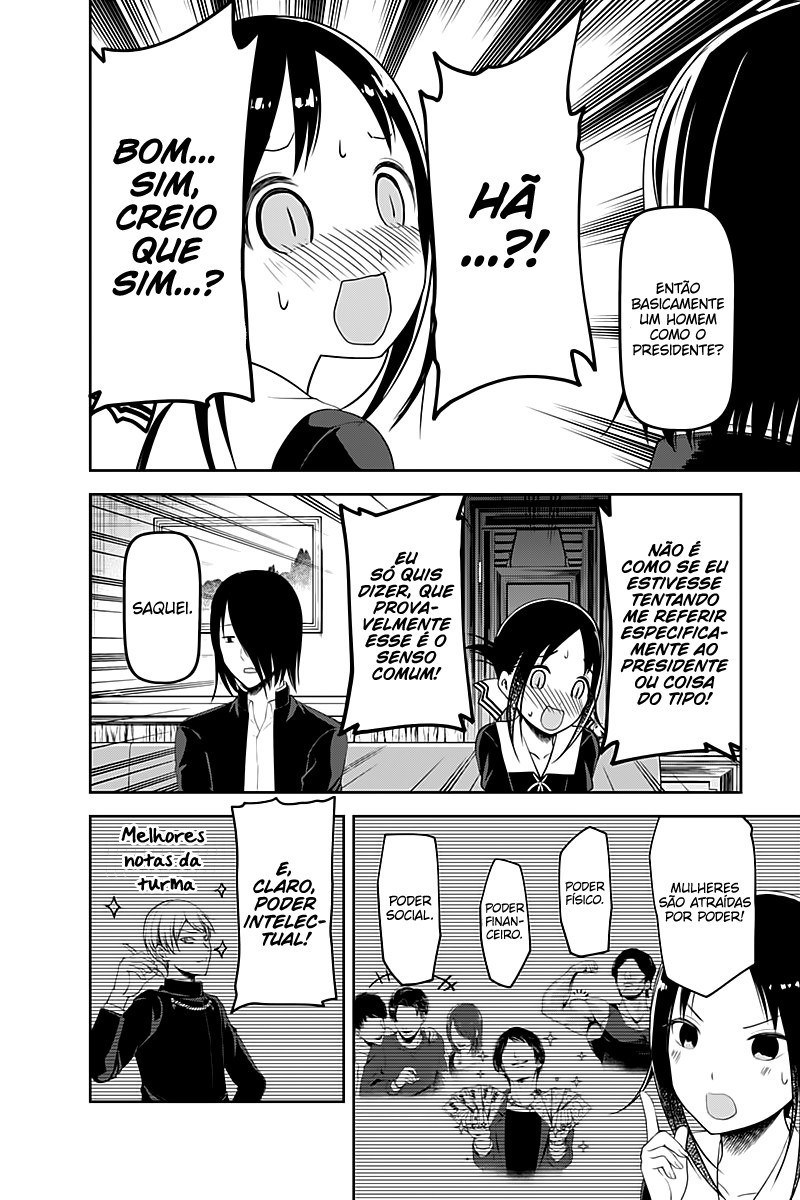 ENTÃO
BASICAMENTE
UM HOMEM
COMO O
PRESIDENTE?
HÃ
...?!
BOM...
SIM,
CREIO
QUE
SIM...?
NÃO É
COMO SE EU
ESTIVESSE
TENTANDO
ME REFERIR
ESPECIFICA-
MENTE AO
PRESIDENTE
OU COISA
DO TIPO!
EU
SÓ QUIS
DIZER, QUE
PROVA-
VELMENTE
ESSE É O
SENSO
COMUM!
SAQUEI.
MULHERES
SÃO ATRAÍDAS
POR PODER!
PODER
FÍSICO.
PODER
FINAN-
CEIRO.
PODER
SOCIAL.
E,
CLARO,
PODER
INTELEC-
TUAL!
Melhores
notas da
turma